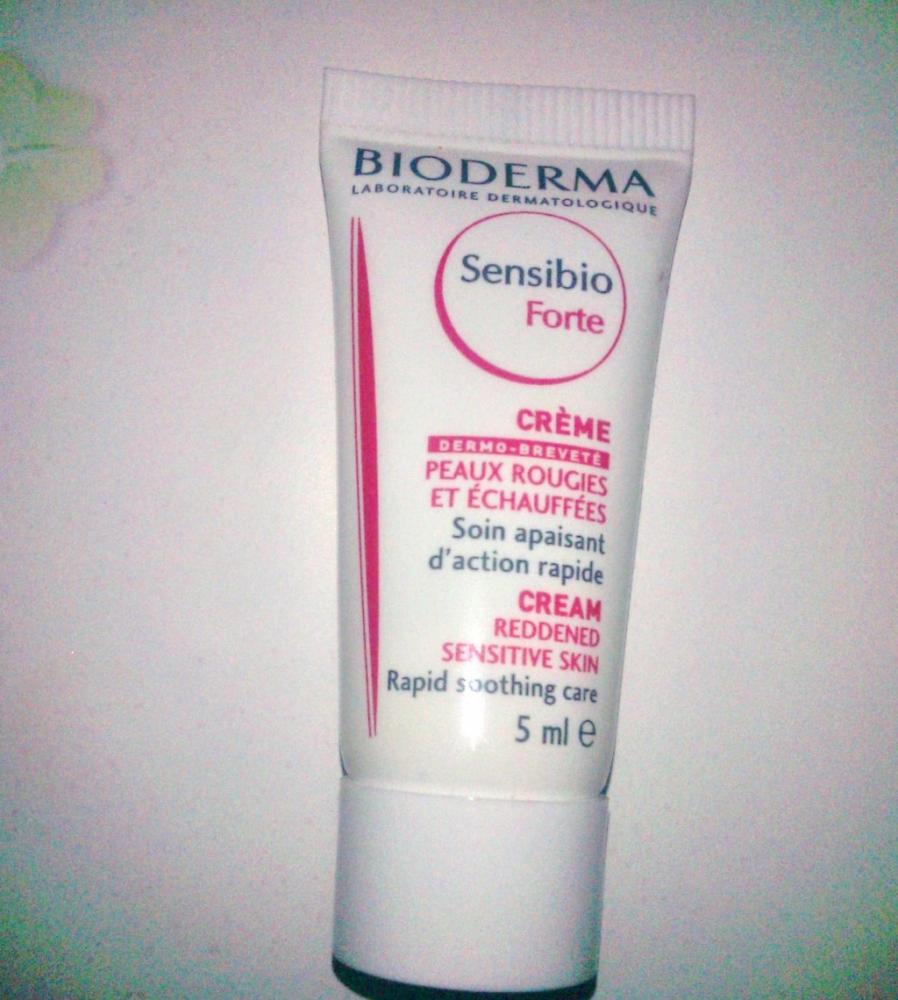 BIODERMA
LABORATOIRE DERMATOLOGIQUE
Sensibio
Forte
CRÈME
DERMO-BREVETÉ
PEAUX ROUGIES
ET ÉCHAUFFÉES
Soin apaisant
d'action rapide
CREAM
REDDENED
SENSITIVE SKIN
Rapid soothing care
5 ml e